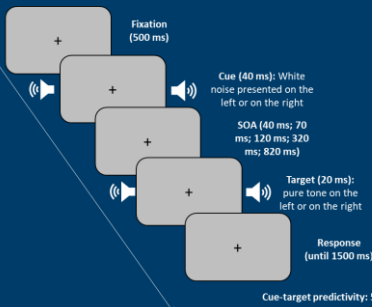 Fixation
(500 ms)
Cue (40 ms): White
noise presented on the
left or on the right
SOA (40 ms; 70
ms; 120 ms; 320
ms; 820 ms)
Target (20 ms):
pure tone on the
left or on the right
Response
(until 1500 ms)
Cue-target predictivity: